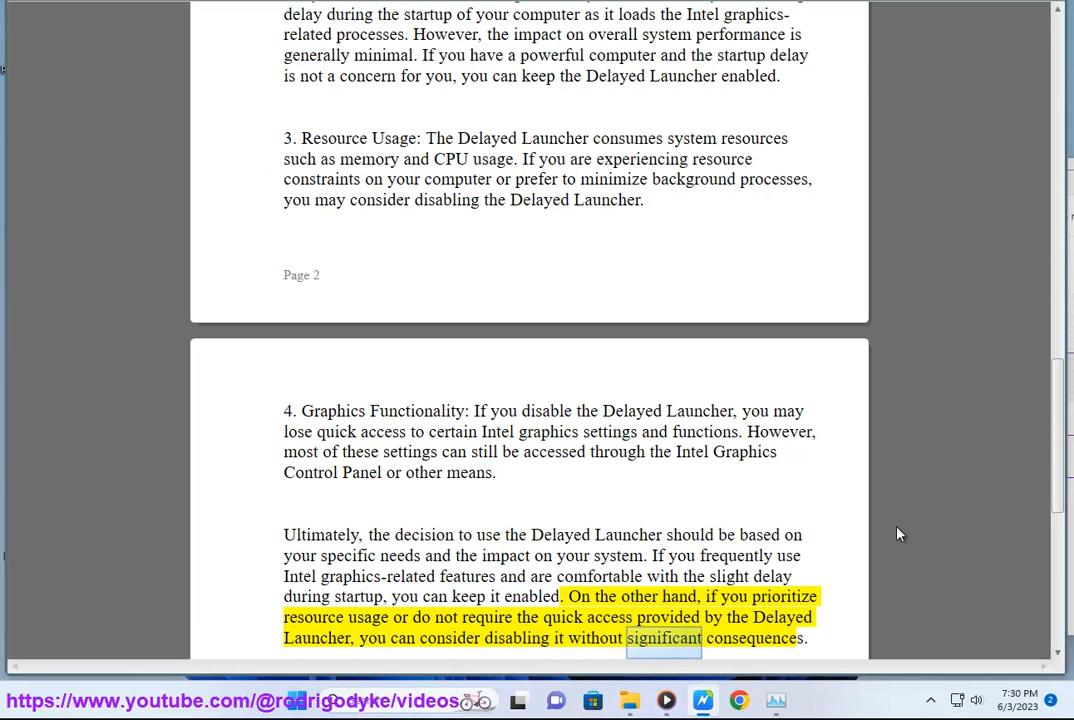 delay during the startup of your computer as it loads the Intel graphics-
related processes. However, the impact on overall system performance is
generally minimal. If you have a powerful computer and the startup delay
is not a concern for you, you can keep the Delayed Launcher enabled.
3. Resource Usage: The Delayed Launcher consumes system resources
such as memory and CPU usage. If you are experiencing resource
constraints on your computer or prefer to minimize background processes,
you may consider disabling the Delayed Launcher.
Page 2
4. Graphics Functionality: If you disable the Delayed Launcher, you may
lose quick access to certain Intel graphics settings and functions. However,
most of these settings can still be accessed through the Intel Graphics
Control Panel or other means.
Ultimately, the decision to use the Delayed Launcher should be based on
your specific needs and the impact on your system. If you frequently use
Intel graphics-related features and are comfortable with the slight delay
during startup, you can keep it enabled. On the other hand, if you prioritize
resource usage or do not require the quick access provided by the Delayed
Launcher, you can consider disabling it without significant consequences.
https://www.youtube.com/@rodrigodyke/videos
7:30 PM
6/3/2023
2